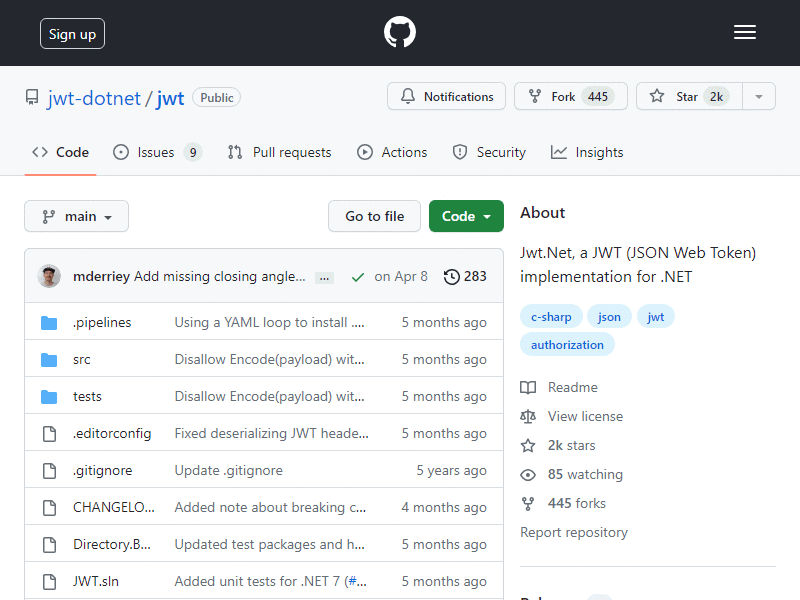 Sign up
jwt-dotnet / jwt Public
Notifications
Fork 445
Star 2k
Code
Issues 9
Pull requests
Actions
Security
Insights
main
Go to file
Code
mderriey Add missing closing angle... ... on Apr 8 283
.pipelines Using a YAML loop to install .... 5 months ago
src Disallow Encode(payload) wit... 5 months ago
tests Disallow Encode(payload) wit... 5 months ago
.editorconfig Fixed deserializing JWT heade... 5 months ago
.gitignore Update .gitignore 5 years ago
CHANGELO... Added note about breaking c... 4 months ago
Directory.B... Updated test packages and h... 5 months ago
JWT.sln Added unit tests for .NET 7 (#... 5 months ago
About
Jwt.Net, a JWT (JSON Web Token)
implementation for .NET
c-sharp json jwt
authorization
Readme
View license
2k stars
85 watching
445 forks
Report repository